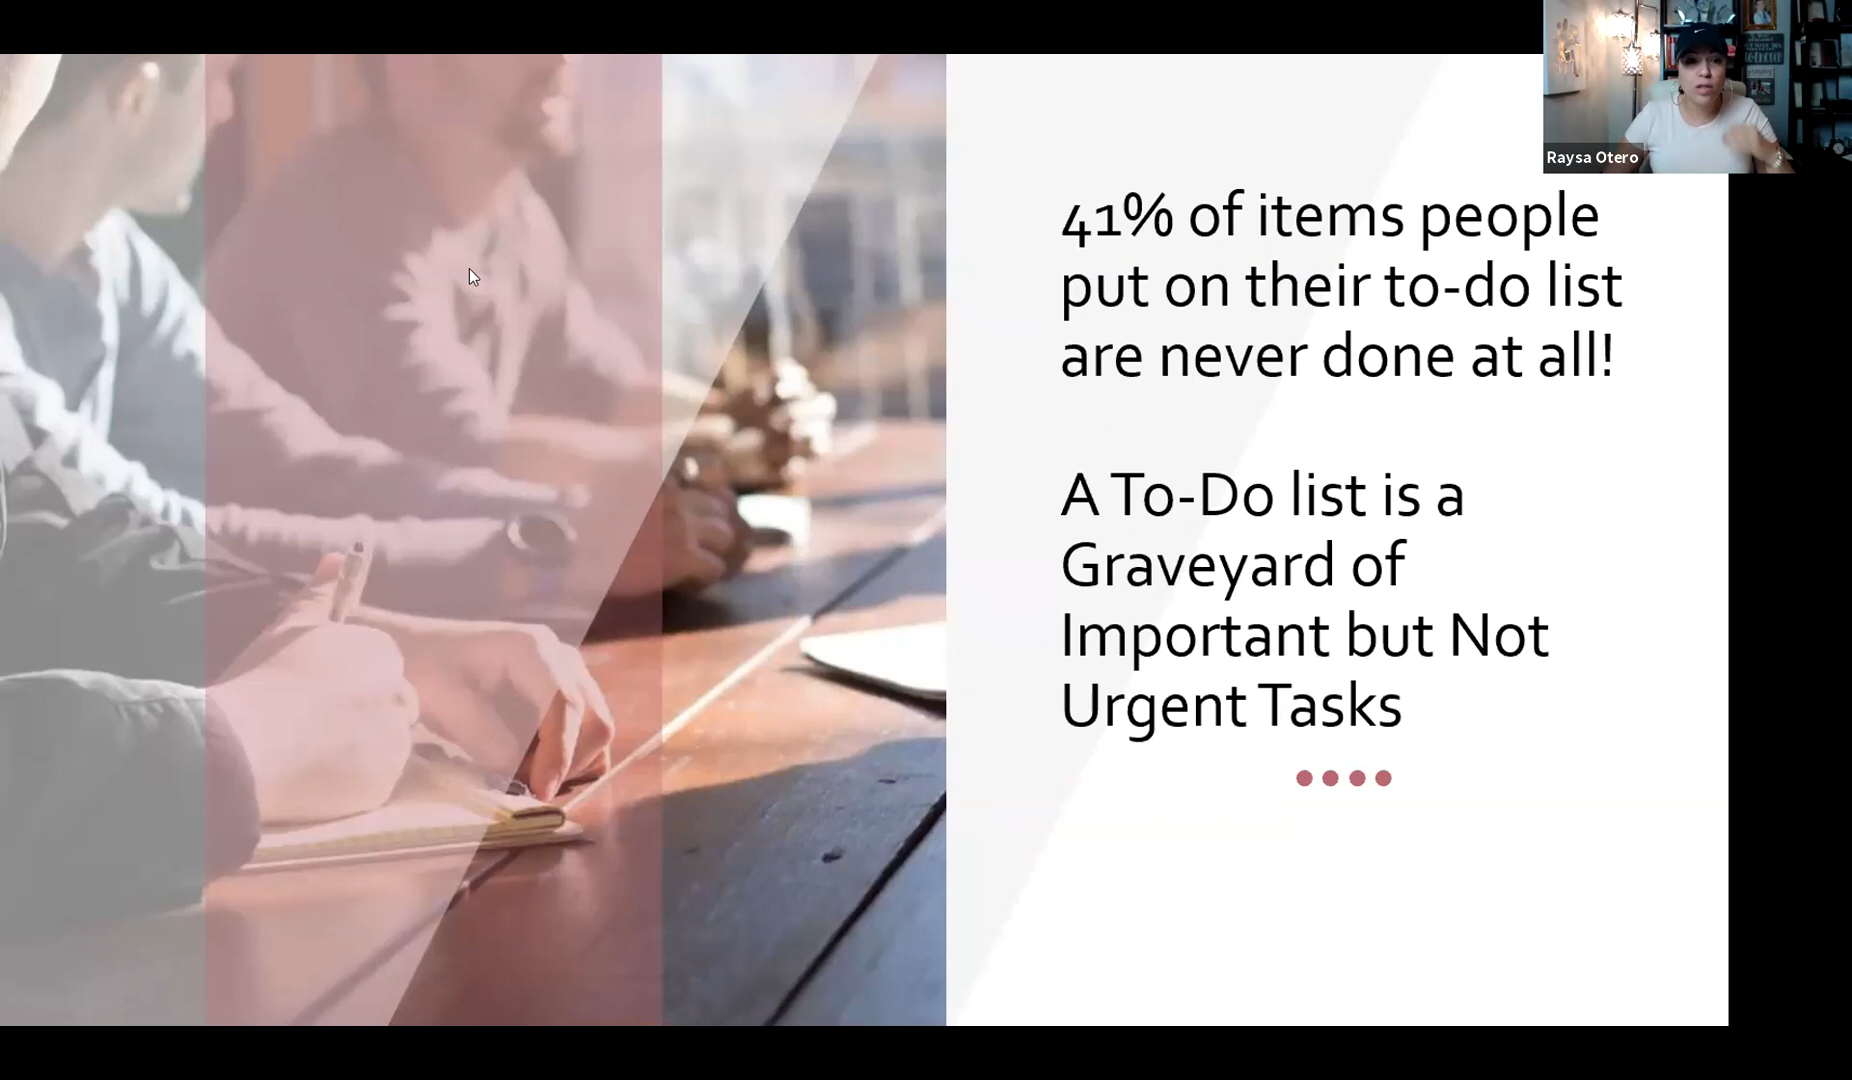 Raysa Otero
41% of items people
put on their to-do list
are never done at all!
A To-Do list is a
Graveyard of
Important but Not
Urgent Tasks